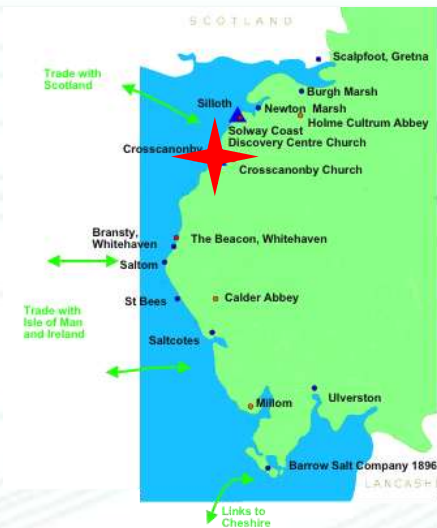 SCOTLAND
Scalpfoot, Gretna
Trade with
Scotland
Burgh Marsh
Silloth
Newton Marsh
Holme Cultrum Abbey
Solway Coast
Discovery Centre Church
Crosscanonby
Crosscanonby Church
Bransty,
Whitehaven
The Beacon, Whitehaven
Saltom
St Bees
Calder Abbey
Trade with
Isle of Man
and Ireland
Saltcotes
Millom
Ulverston
Barrow Salt Company 1896
LANCASH
Links to
Cheshire